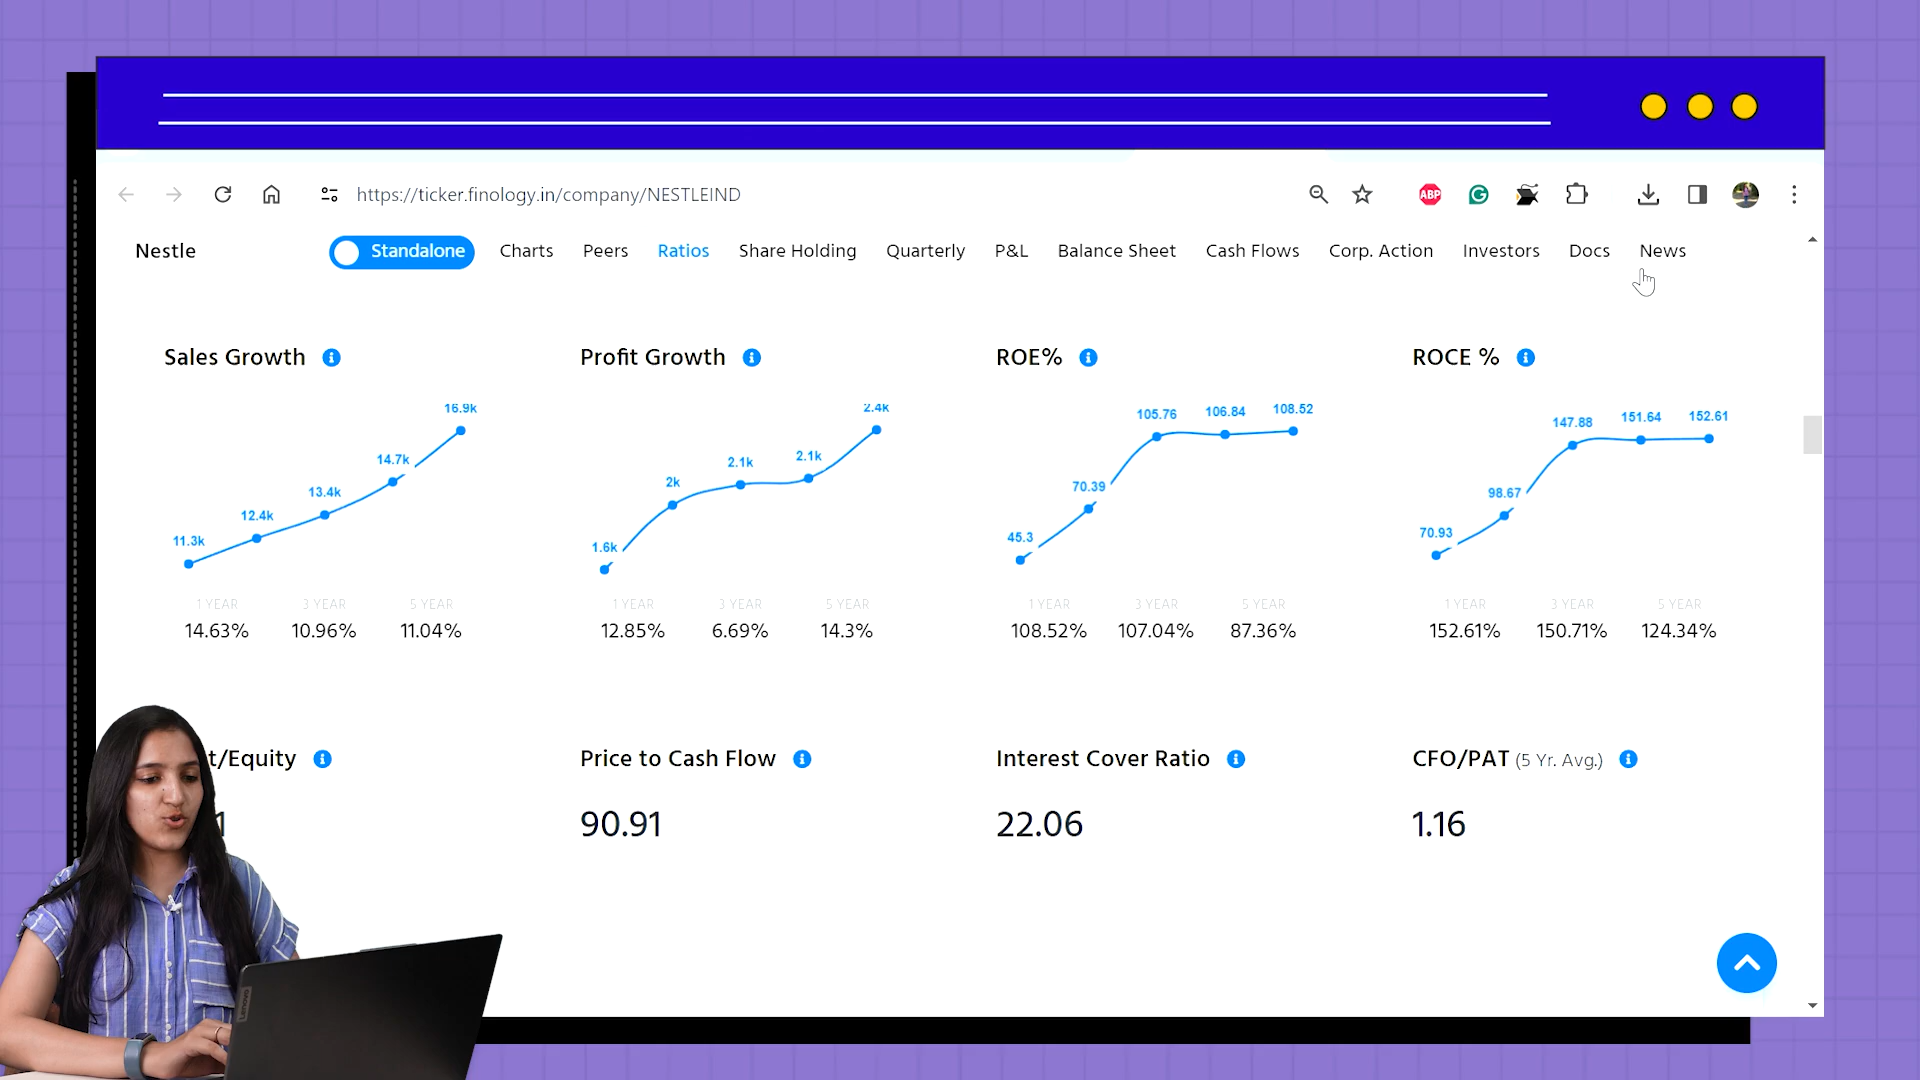 https://ticker.finology.in/company/NESTLEIND
ABP
Nestle Standalone Charts Peers Ratios Share Holding Quarterly P&L Balance Sheet Cash Flows Corp. Action Investors Docs News
Sales Growth
11.3k 12.4k 13.4k 14.7k 16.9k
1 YEAR 3 YEAR 5 YEAR
14.63% 10.96% 11.04%
Profit Growth
1.6k 2k 2.1k 2.1k 2.4k
1 YEAR 3 YEAR 5 YEAR
12.85% 6.69% 14.3%
ROE%
45.3 70.39 105.76 106.84 108.52
1 YEAR 3 YEAR 5 YEAR
108.52% 107.04% 87.36%
ROCE %
70.93 98.67 147.88 151.64 152.61
1 YEAR 3 YEAR 5 YEAR
152.61% 150.71% 124.34%
t/Equity
1
Price to Cash Flow
90.91
Interest Cover Ratio
22.06
CFO/PAT (5 Yr. Avg.)
1.16
Lenovo